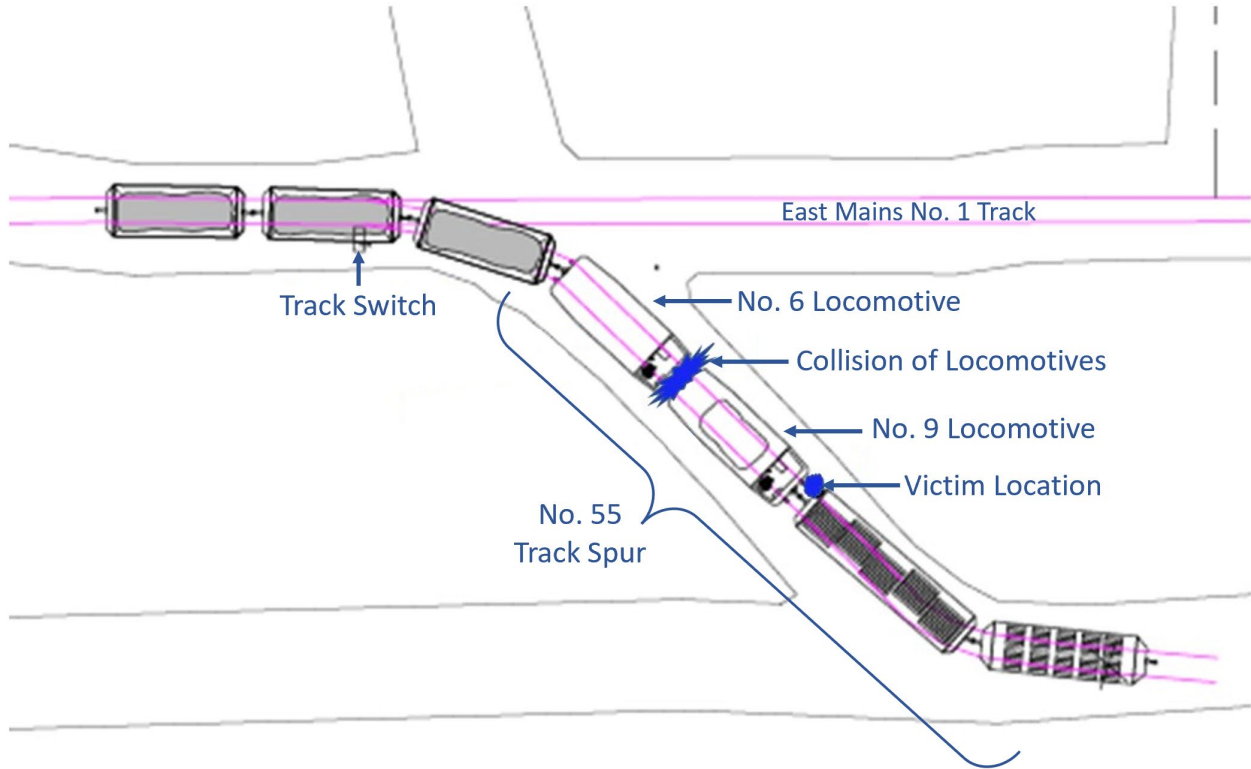 East Mains No. 1 Track
Track Switch
No. 6 Locomotive
Collision of Locomotives
No. 9 Locomotive
Victim Location
No. 55
Track Spur